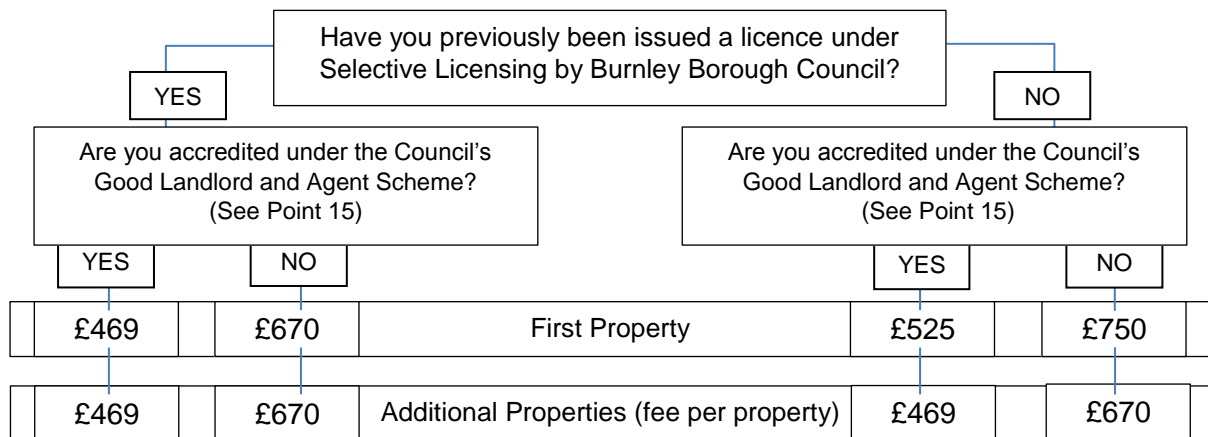 Have you previously been issued a licence under
Selective Licensing by Burnley Borough Council?
YES
NO
Are you accredited under the Council's
Good Landlord and Agent Scheme?
(See Point 15)
Are you accredited under the Council's
Good Landlord and Agent Scheme?
(See Point 15)
YES
NO
YES
NO
£469
£670
First Property
£525
£750
£469
£670
Additional Properties (fee per property)
£469
£670